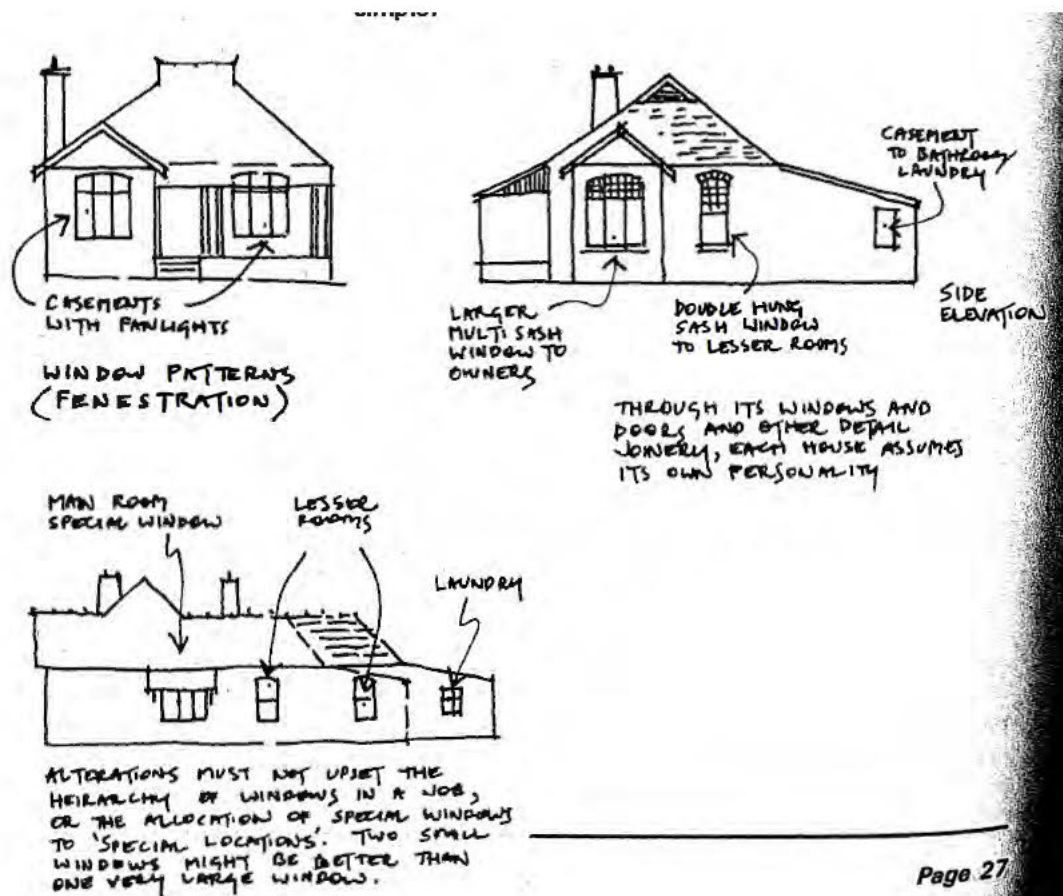 simple.
CASEMENTS
WITH FANLIGHTS
WINDOW PATTERNS
(FENESTRATION)
CASEMENT
TO BATHROOM
LAUNDRY
LARGER
MULTI SASH
WINDOW TO
OWNERS
DOUBLE HUNG
SASH WINDOW
TO LESSER ROOMS
SIDE
ELEVATION
THROUGH ITS WINDOWS AND
DOORS AND OTHER DETAIL
JOINERY, EACH HOUSE ASSUMES
ITS OWN PERSONALITY
MAIN ROOM
SPECIAL WINDOW
LESSER
ROOMS
LAUNDRY
ALTERATIONS MUST NOT UPSET THE
HEIRARCHY OF WINDOWS IN A JOB,
OR THE ALLOCATION OF SPECIAL WINDOWS
TO 'SPECIAL LOCATIONS'. TWO SMALL
WINDOWS MIGHT BE BETTER THAN
ONE VERY LARGE WINDOW.
Page 27